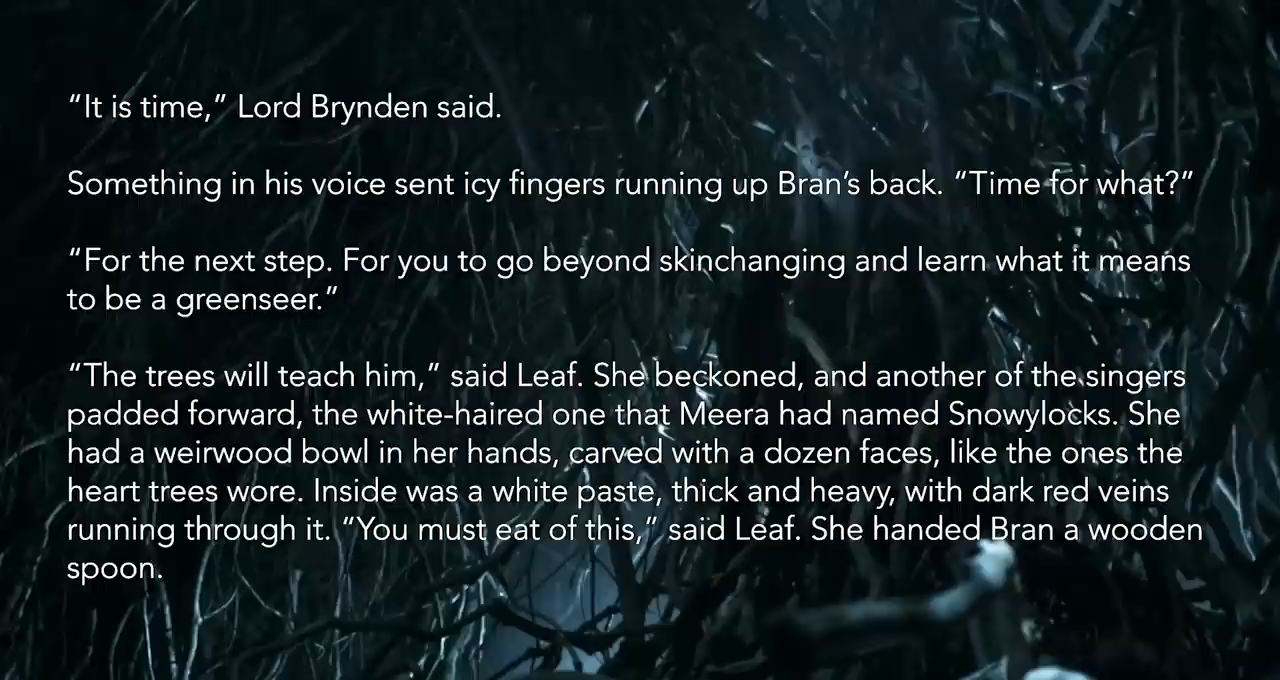 “It is time,” Lord Brynden said.
Something in his voice sent icy fingers running up Bran’s back. “Time for what?”
“For the next step. For you to go beyond skinchanging and learn what it means
to be a greenseer.”
“The trees will teach him,” said Leaf. She beckoned, and another of the singers
padded forward, the white-haired one that Meera had named Snowylocks. She
had a weirwood bowl in her hands, carved with a dozen faces, like the ones the
heart trees wore. Inside was a white paste, thick and heavy, with dark red veins
running through it. “You must eat of this,” said Leaf. She handed Bran a wooden
spoon.